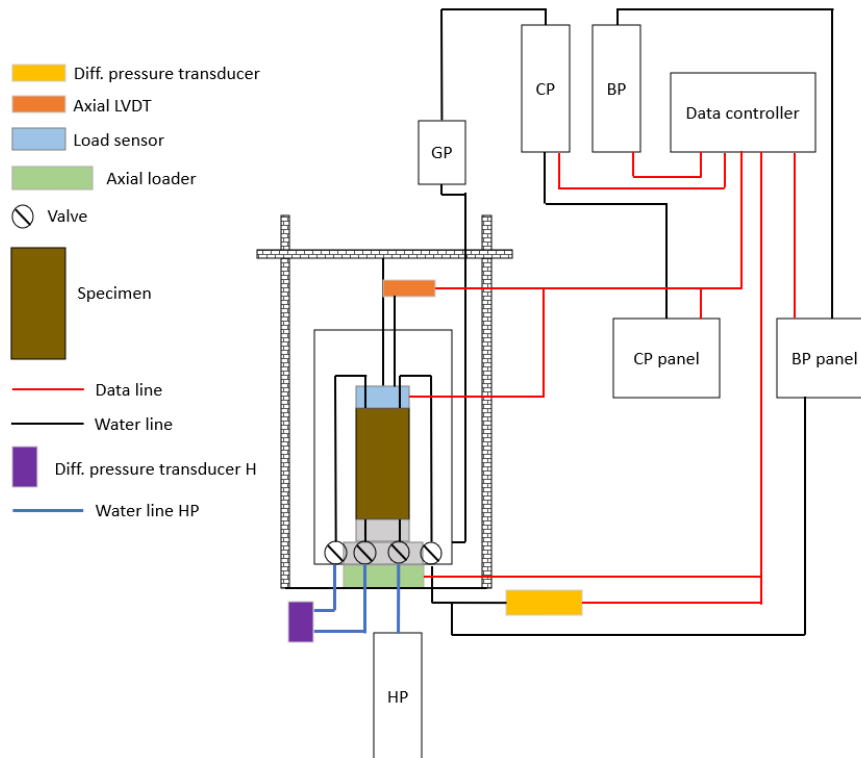 Diff. pressure transducer
Axial LVDT
Load sensor
Axial loader
Valve
Specimen
Data line
Water line
Diff. pressure transducer H
Water line HP
GP
CP
BP
Data controller
CP panel
BP panel
HP